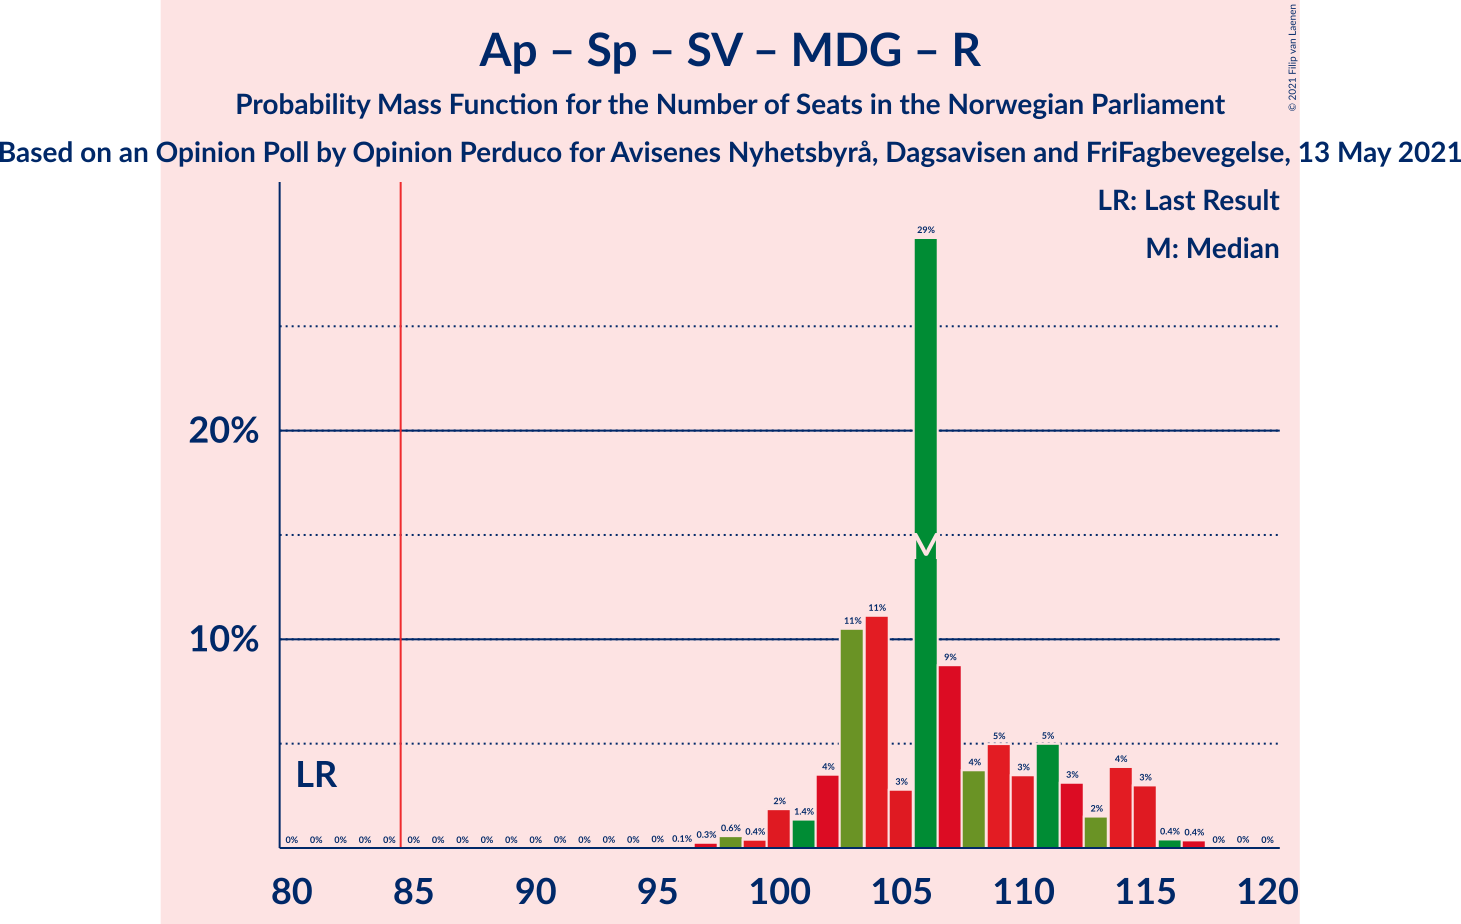 Ap – Sp – SV – MDG – R
Probability Mass Function for the Number of Seats in the Norwegian Parliament
Based on an Opinion Poll by Opinion Perduco for Avisenes Nyhetsbyrå, Dagsavisen and FriFagbevegelse, 13 May 2021
© 2021 Filip van Laenen
LR: Last Result
M: Median
29%
20%
M
11% 11%
10%
9%
5% 5%
4% 4% 4%
LR
3% 3% 3% 3%
2% 1.4% 2%
0% 0% 0% 0% 0% 0% 0% 0% 0% 0% 0% 0% 0% 0% 0% 0% 0.1% 0.3% 0.6% 0.4% 0.4% 0.4% 0% 0% 0%
80 85 90 95 100 105 110 115 120